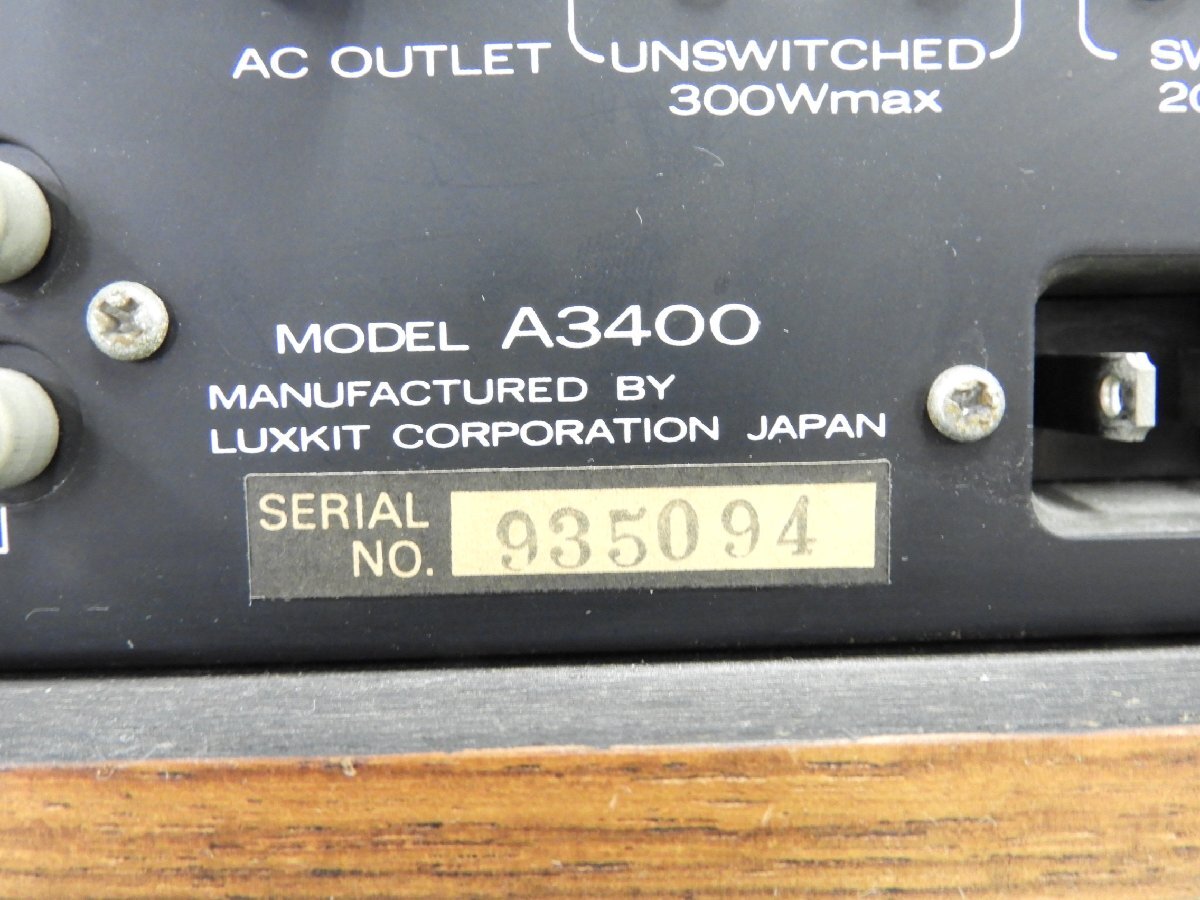 AC OUTLET UNSWITCHED
300Wmax
MODEL A3400
MANUFACTURED BY
LUXKIT CORPORATION JAPAN
SERIAL NO. 935094